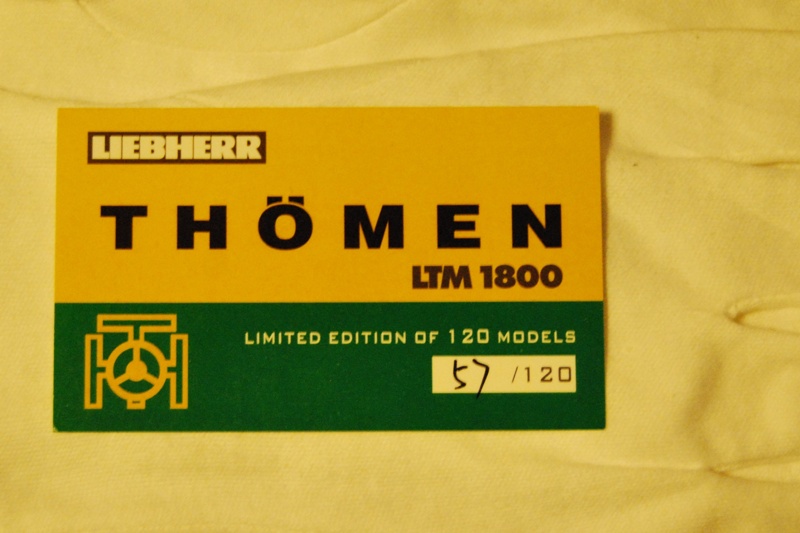 LIEBHERR
THÖMEN
LTM 1800
LIMITED EDITION OF 120 MODELS
57 /120